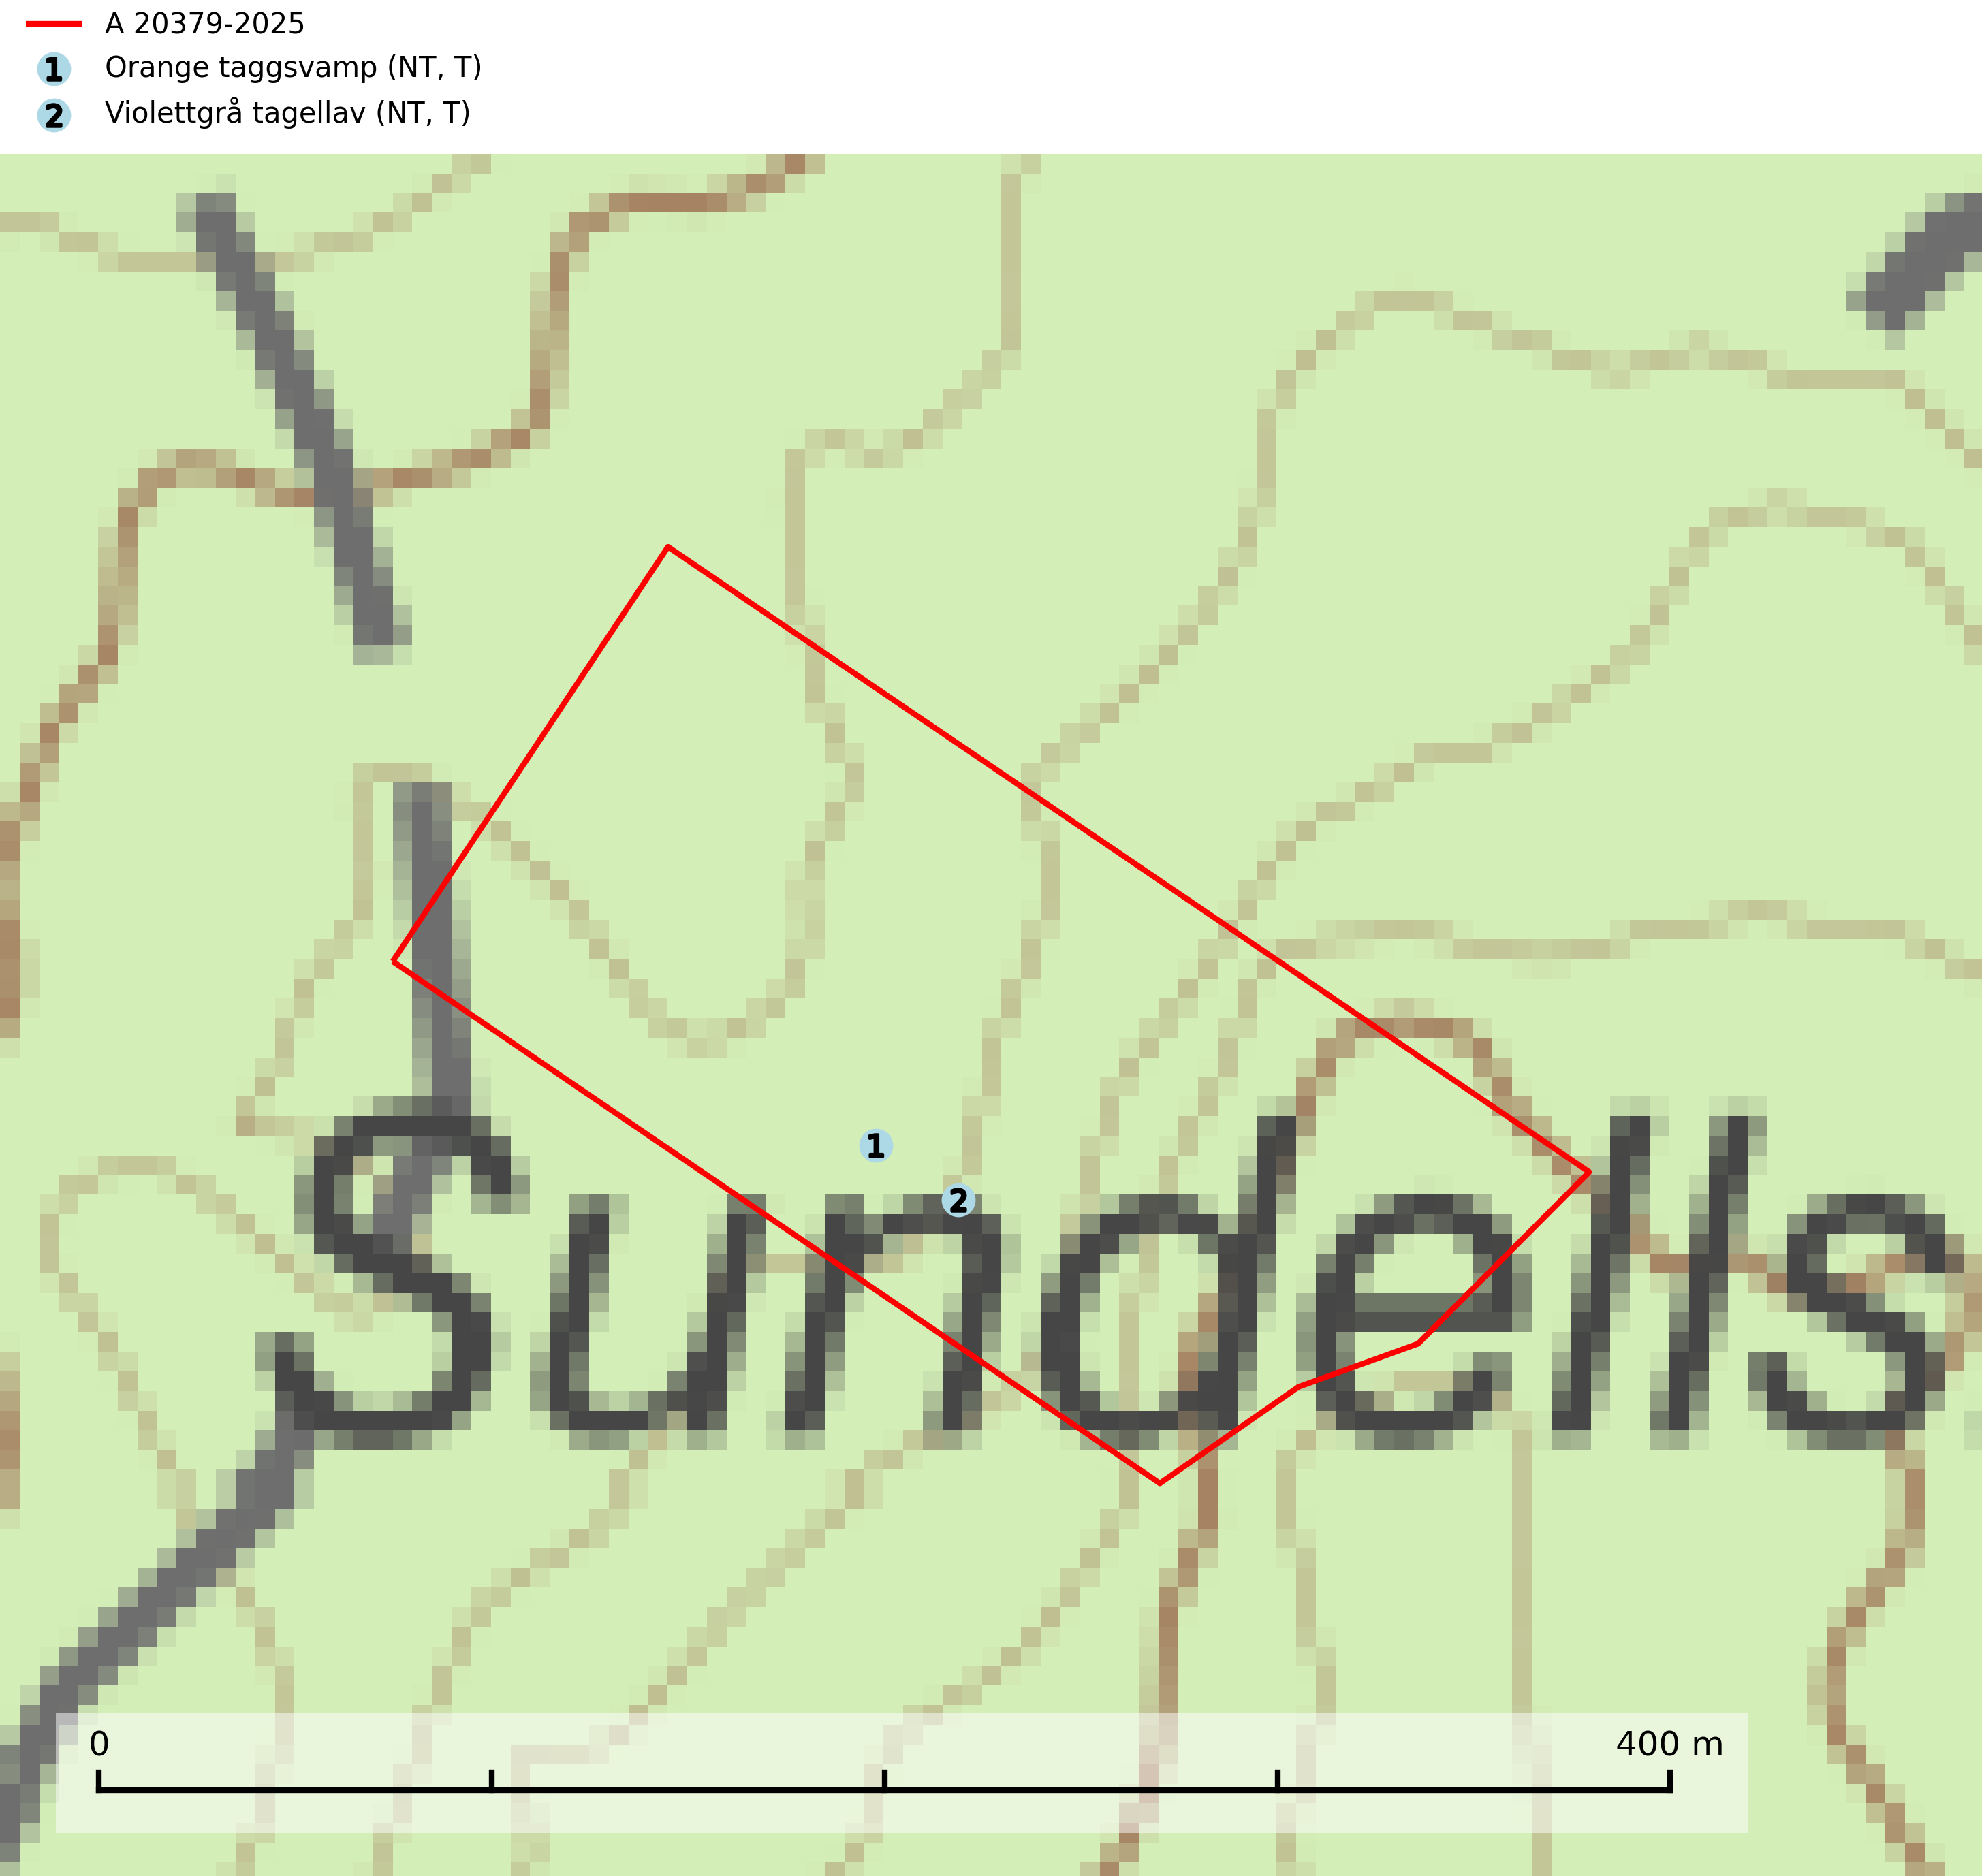 A 20379-2025
1 Orange taggsvamp (NT, T)
2 Violettgrå tagellav (NT, T)
1
2
Sundells
0 400 m